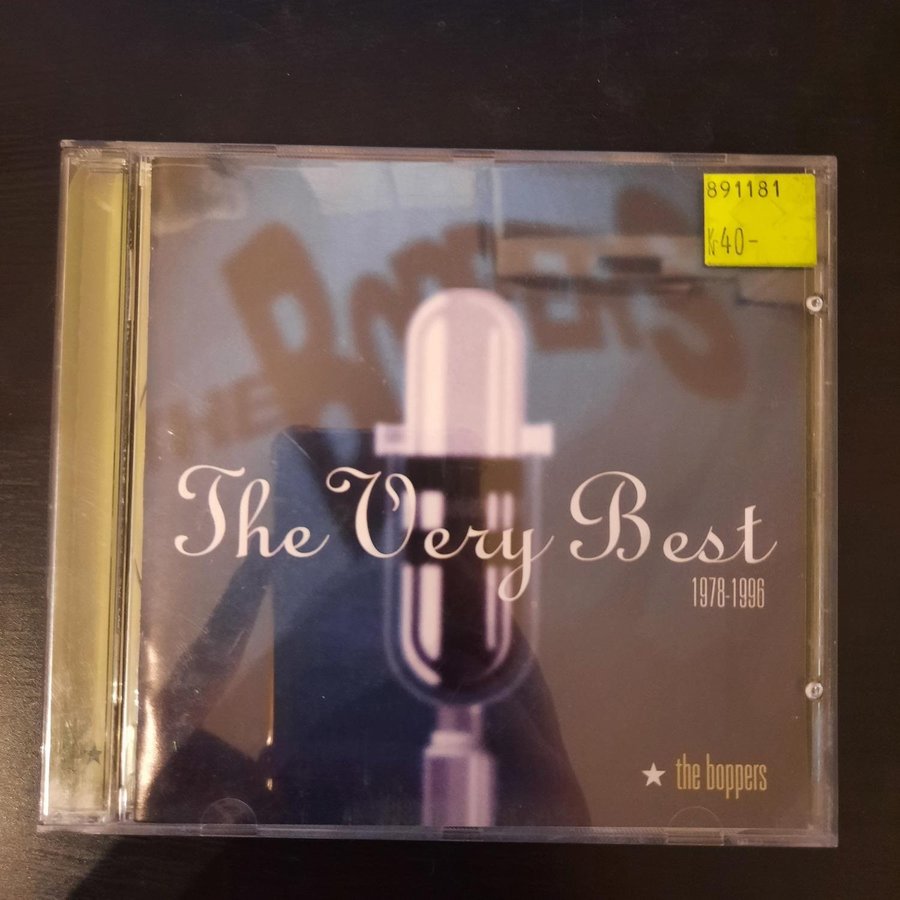 891181
Kr40-
THE BOPPERS
The Very Best
1978-1996
the boppers